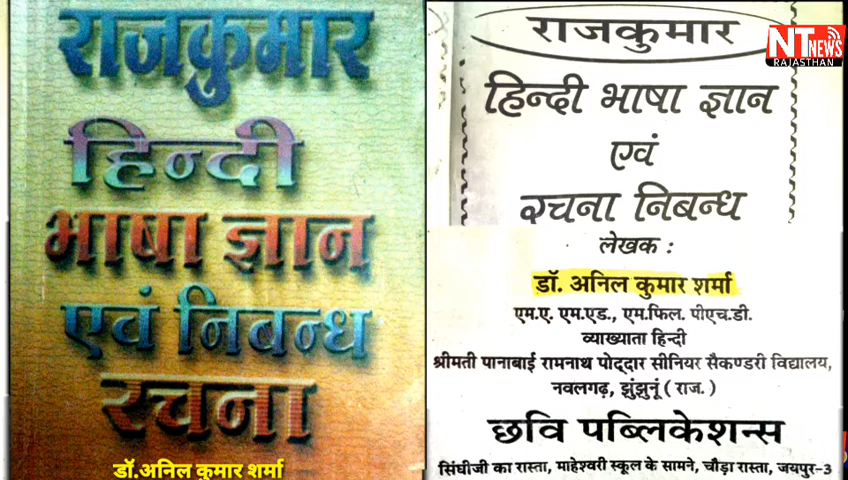 राजकुमार
हिन्दी
भाषा ज्ञान
एवं निबन्ध
रचना
डॉ.अनिल कुमार शर्मा
राजकुमार
हिन्दी भाषा ज्ञान
एवं
रचना निबन्ध
लेखक :
डॉ. अनिल कुमार शर्मा
एम.ए. एम.एड., एम.फिल. पीएच.डी.
व्याख्याता हिन्दी
श्रीमती पानाबाई रामनाथ पोद्दार सीनियर सैकण्डरी विद्यालय,
नवलगढ़, झुंझुनूं ( राज. )
छवि पब्लिकेशन्स
सिंघीजी का रास्ता, माहेश्वरी स्कूल के सामने, चौड़ा रास्ता, जयपुर-3
NT NEWS
RAJASTHAN